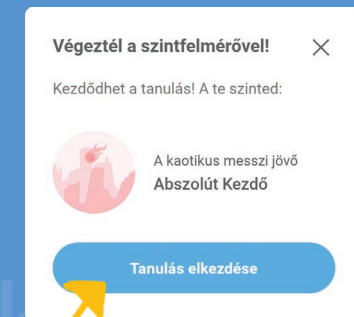 Végeztél a szintfelmérővel!
Kezdődhet a tanulás! A te szinted:
A kaotikus messzi jövő
Abszolút Kezdő
Tanulás elkezdése